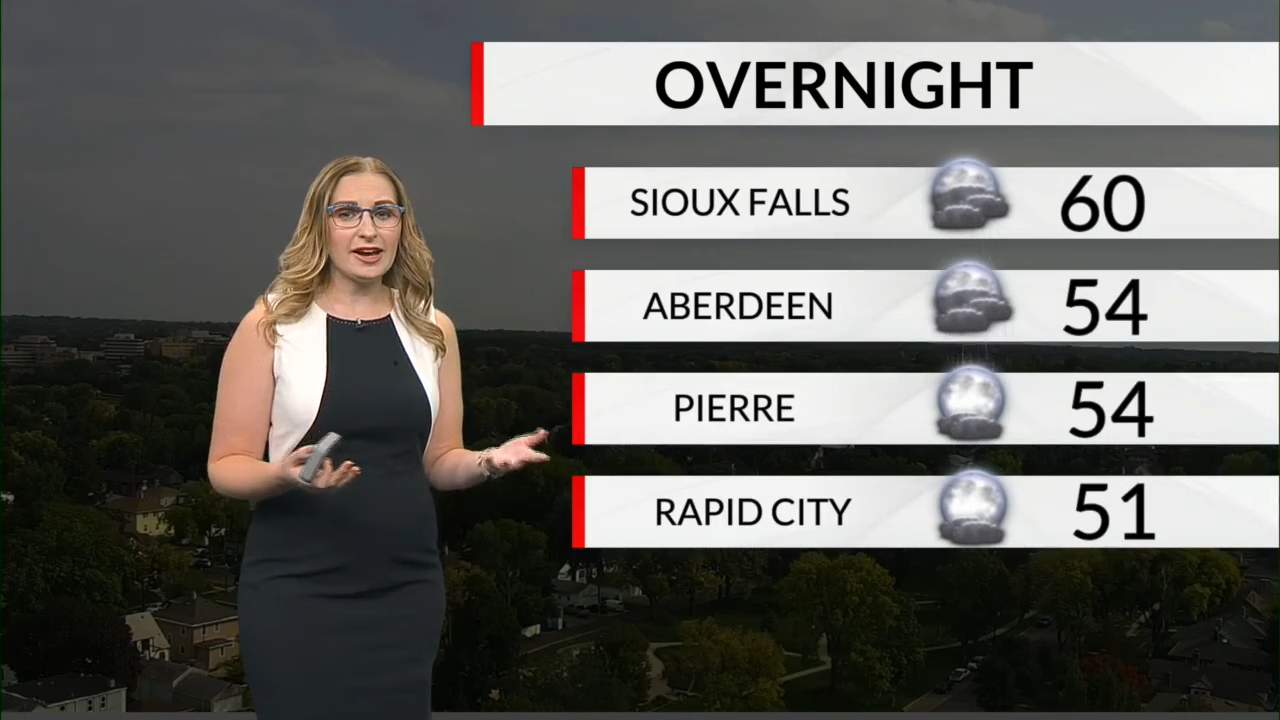 OVERNIGHT
SIOUX FALLS 60
ABERDEEN 54
PIERRE 54
RAPID CITY 51